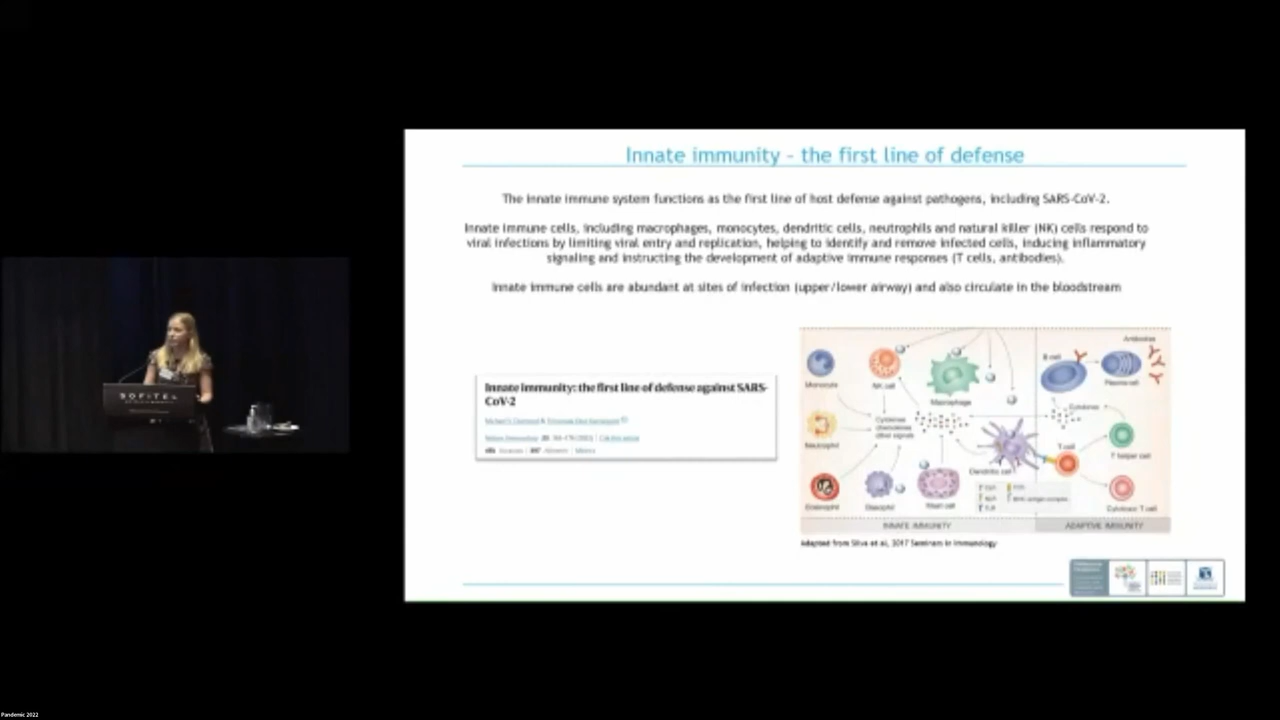 Innate immunity – the first line of defense
The innate immune system functions as the first line of host defense against pathogens, including SARS-CoV-2.
Innate immune cells, including macrophages, monocytes, dendritic cells, neutrophils and natural killer (NK) cells respond to
viral infections by limiting viral entry and replication, helping to identify and remove infected cells, inducing inflammatory
signaling and instructing the development of adaptive immune responses (T cells, antibodies).
Innate immune cells are abundant at sites of infection (upper/lower airway) and also circulate in the bloodstream
Innate immunity: the first line of defense against SARS-
CoV-2
Nature Immunology
Metrics
Monocyte
NK cell
Macrophage
B cell
Antibodies
Plasma cell
Neutrophil
Cytokines
chemokines
other signals
Cytokines
T cell
T helper cell
Dendritic cell
Eosinophil
Basophil
Mast cell
Cytotoxic T cell
INNATE IMMUNITY
ADAPTIVE IMMUNITY
Adapted from Silva et al, 2017 Seminars in Immunology
SOFITEL
Pandemic 2022